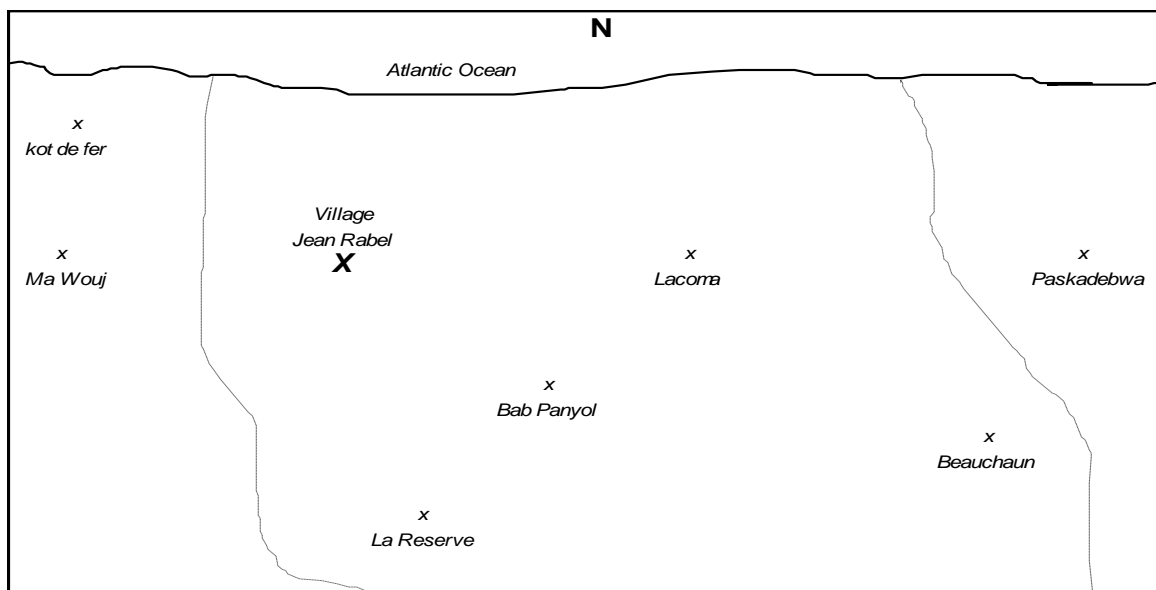 N
Atlantic Ocean
x
kot de fer
Village
Jean Rabel
X
x
Ma Wouj
x
Lacoma
x
Paskadebwa
x
Bab Panyol
x
Beauchaun
x
La Reserve